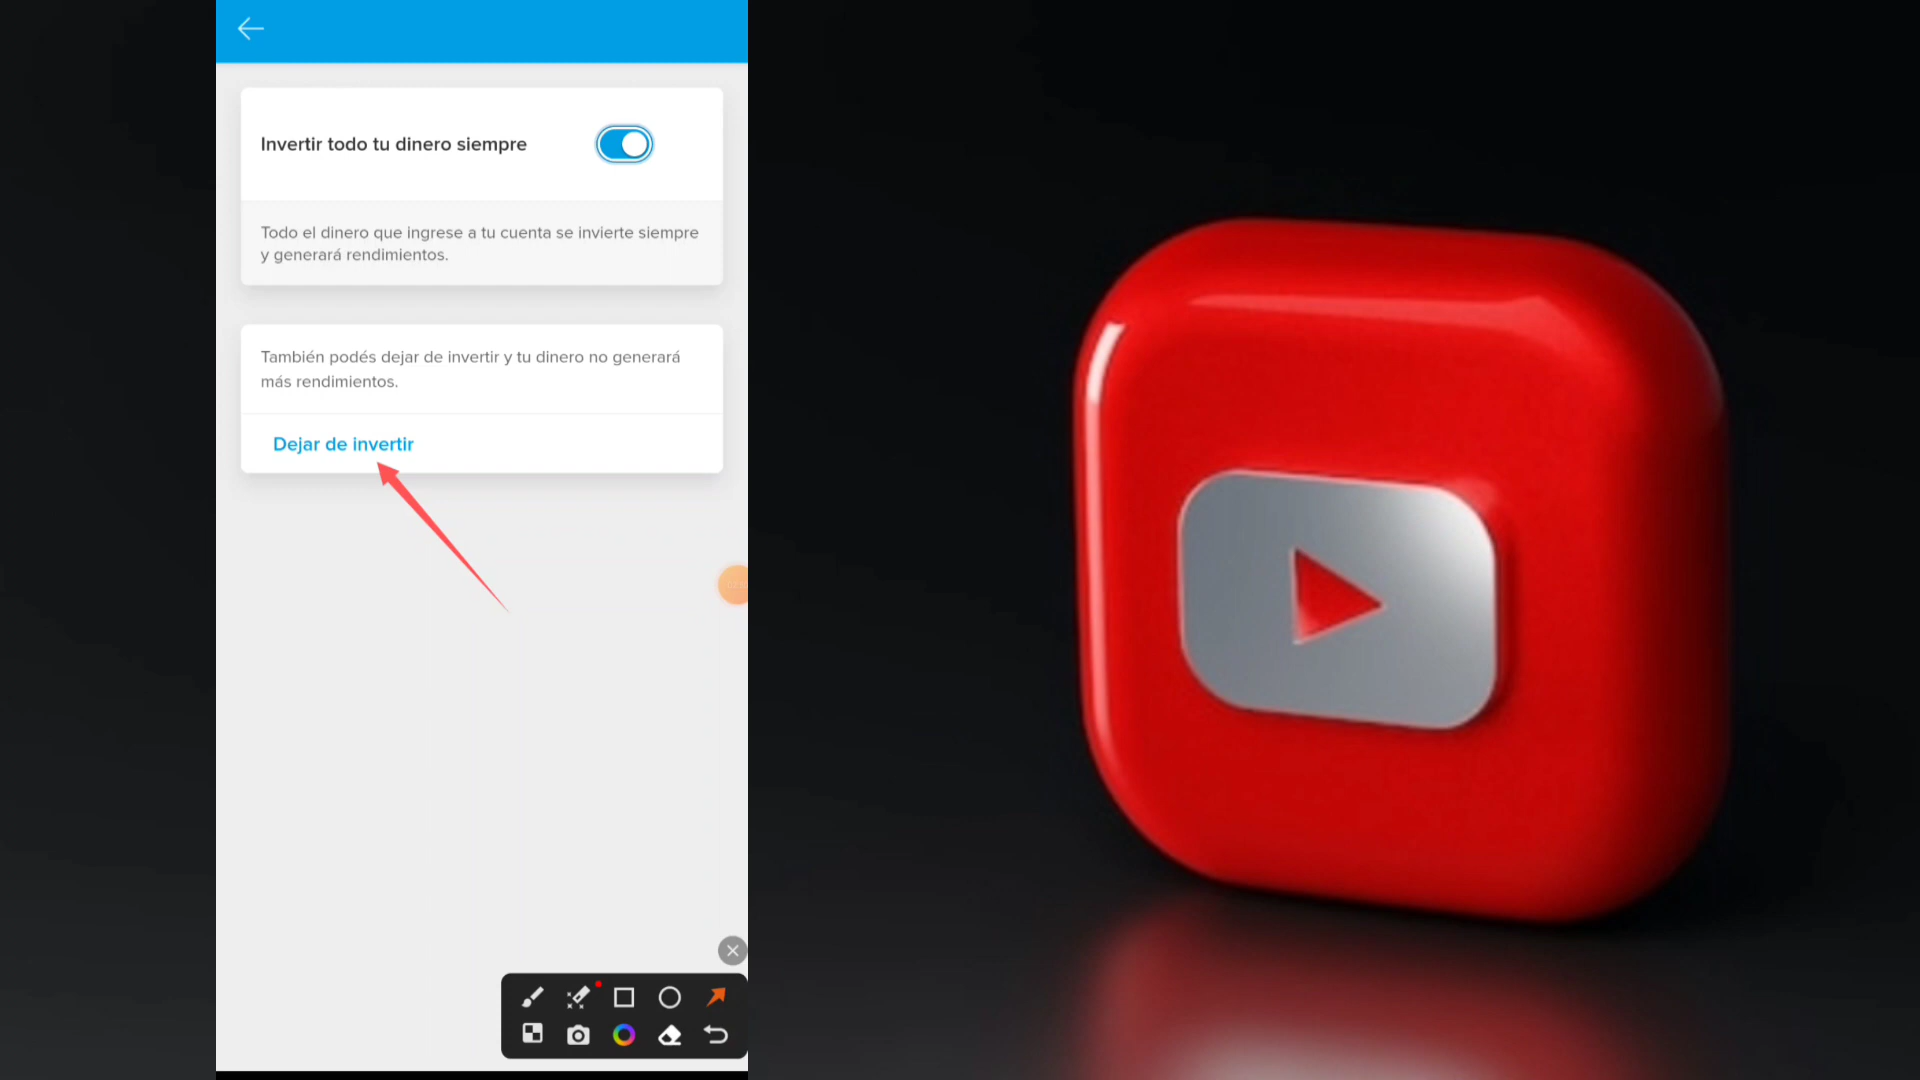 Invertir todo tu dinero siempre
Todo el dinero que ingrese a tu cuenta se invierte siempre
y generará rendimientos.
También podés dejar de invertir y tu dinero no generará
más rendimientos.
Dejar de invertir